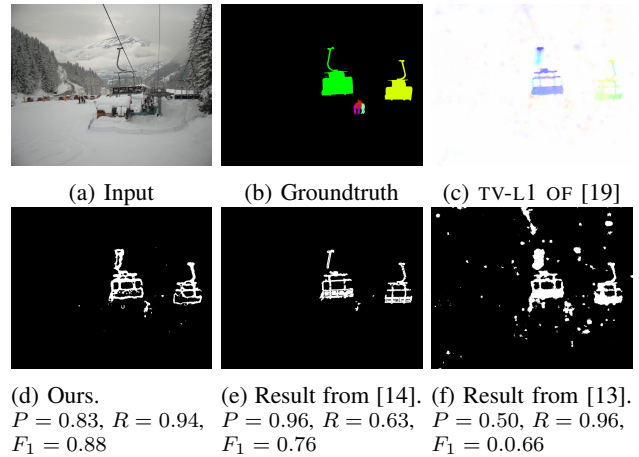 (a) Input
(b) Groundtruth
(c) TV-L1 OF [19]
(d) Ours.
P = 0.83, R = 0.94,
F₁ = 0.88
(e) Result from [14].
P = 0.96, R = 0.63,
F₁ = 0.76
(f) Result from [13].
P = 0.50, R = 0.96,
F₁ = 0.0.66